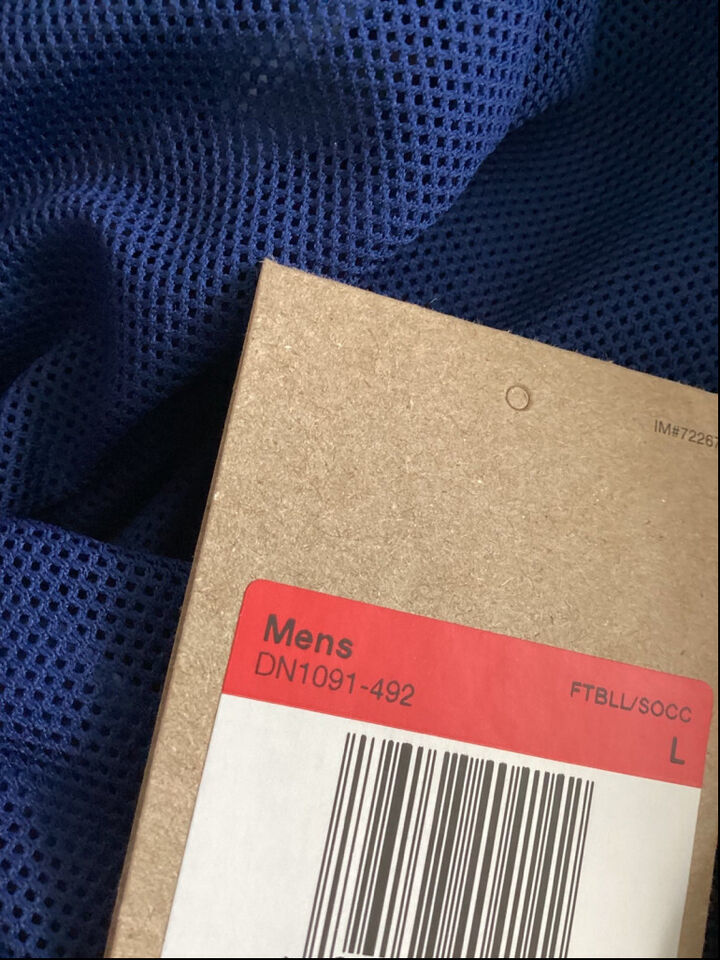 IM#72267
Mens
DN1091-492
FTBLL/SOCC
L